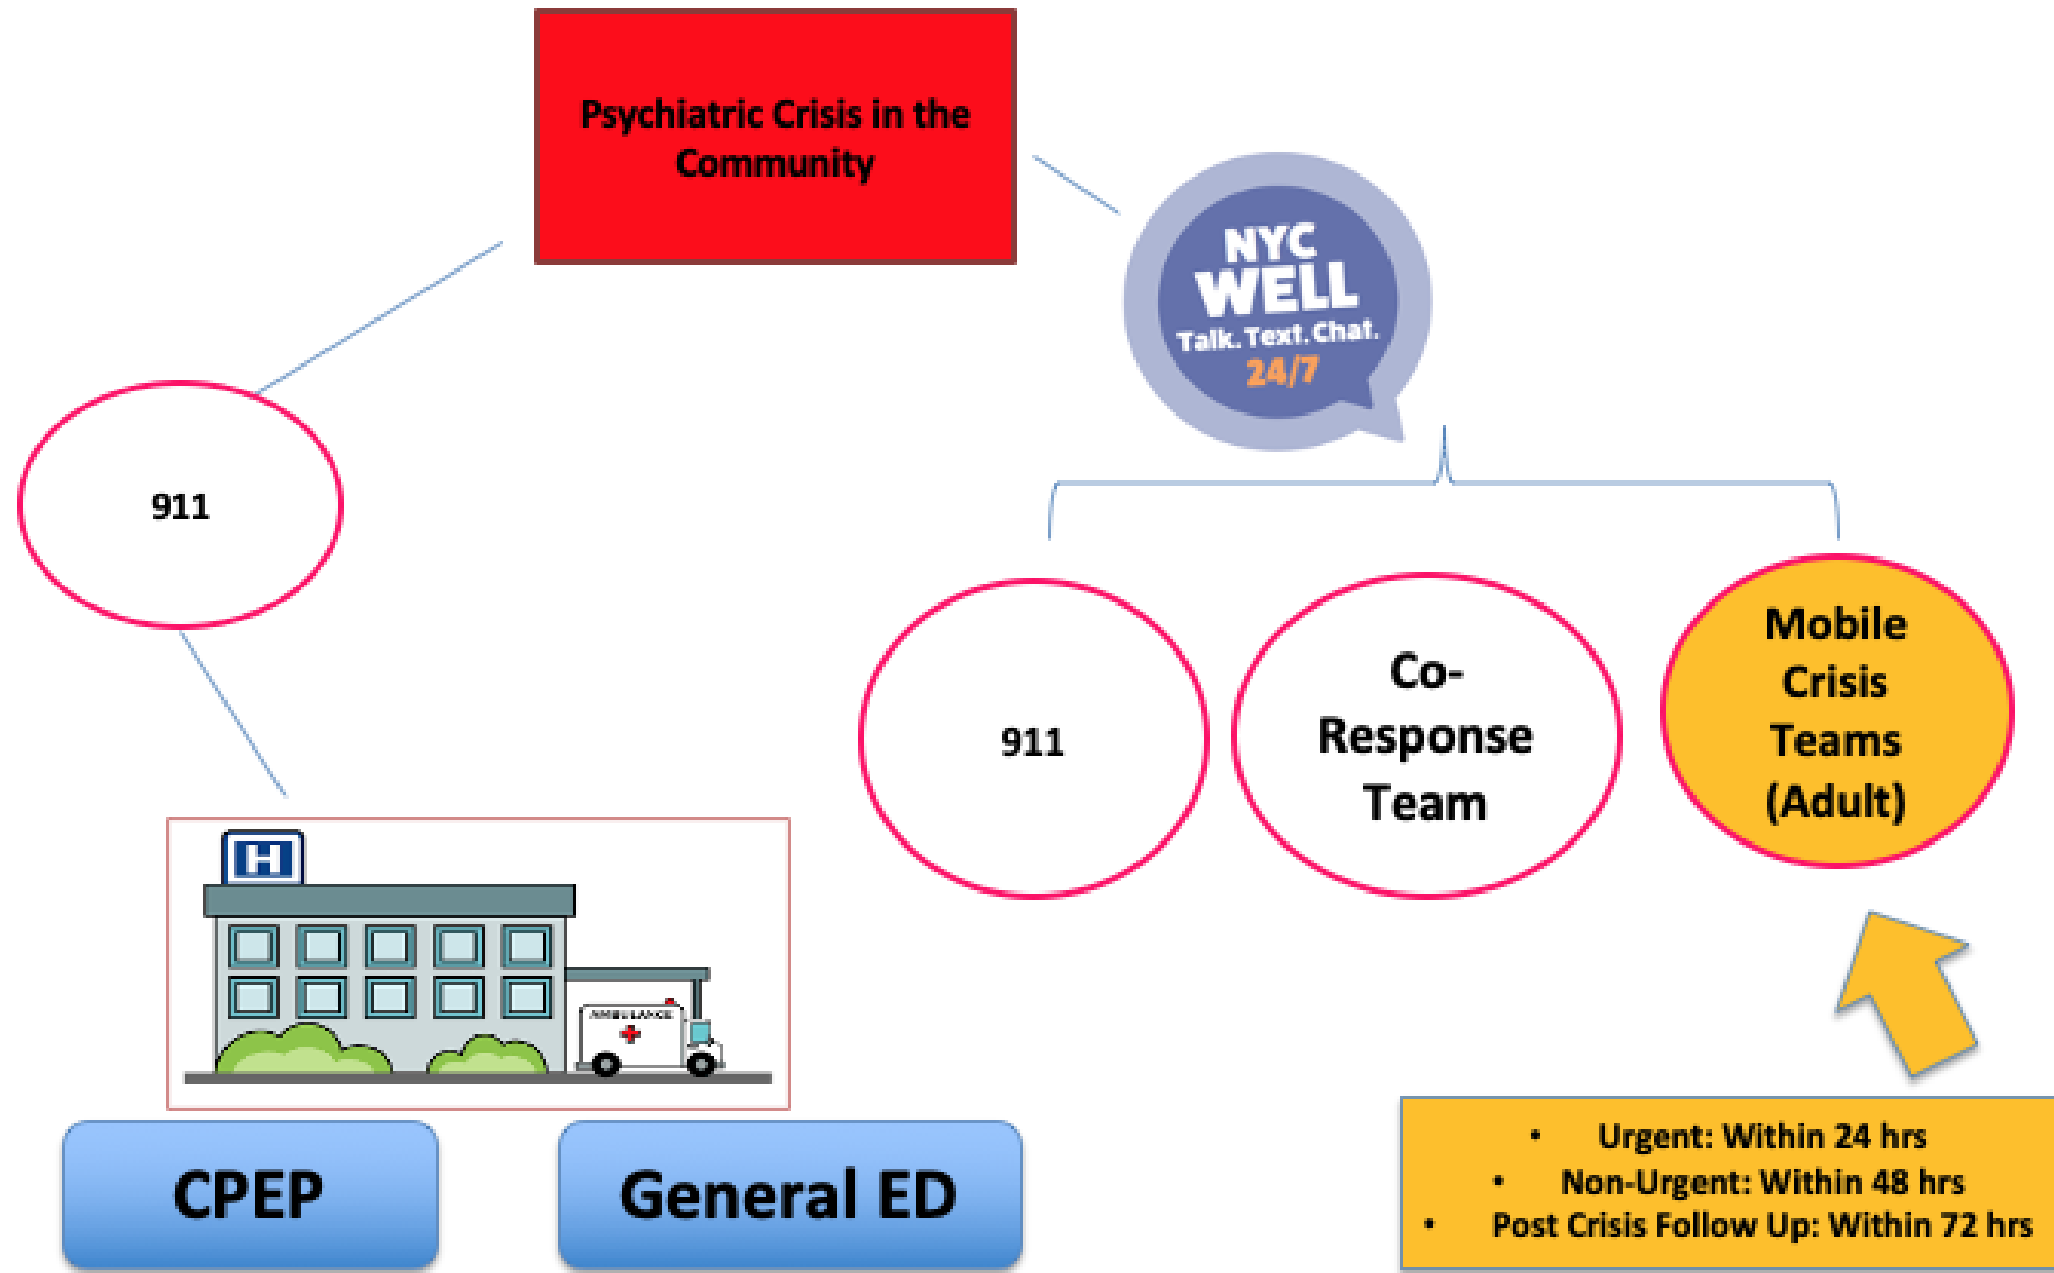 Psychiatric Crisis in the
Community
NYC
WELL
Talk. Text. Chat.
24/7
911
911
Co-
Response
Team
Mobile
Crisis
Teams
(Adult)
H
AMBULANCE
CPEP
General ED
• Urgent: Within 24 hrs
• Non-Urgent: Within 48 hrs
• Post Crisis Follow Up: Within 72 hrs